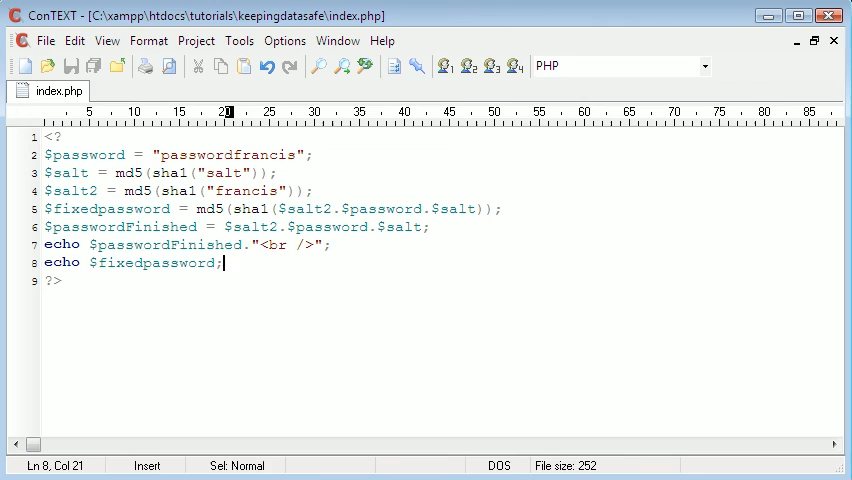 ConTEXT - [C:\xampp\htdocs\tutorials\keepingdatasafe\index.php]
File Edit View Format Project Tools Options Window Help
1 2 3 4 PHP
index.php
5 10 15 20 25 30 35 40 45 50 55 60 65 70 75 80 85
1 <?
2 $password = "passwordfrancis";
3 $salt = md5(sha1("salt"));
4 $salt2 = md5(sha1("francis"));
5 $fixedpassword = md5(sha1($salt2.$password.$salt));
6 $passwordFinished = $salt2.$password.$salt;
7 echo $passwordFinished."<br />";
8 echo $fixedpassword;
9 ?>
Ln 8, Col 21 Insert Sel: Normal DOS File size: 252